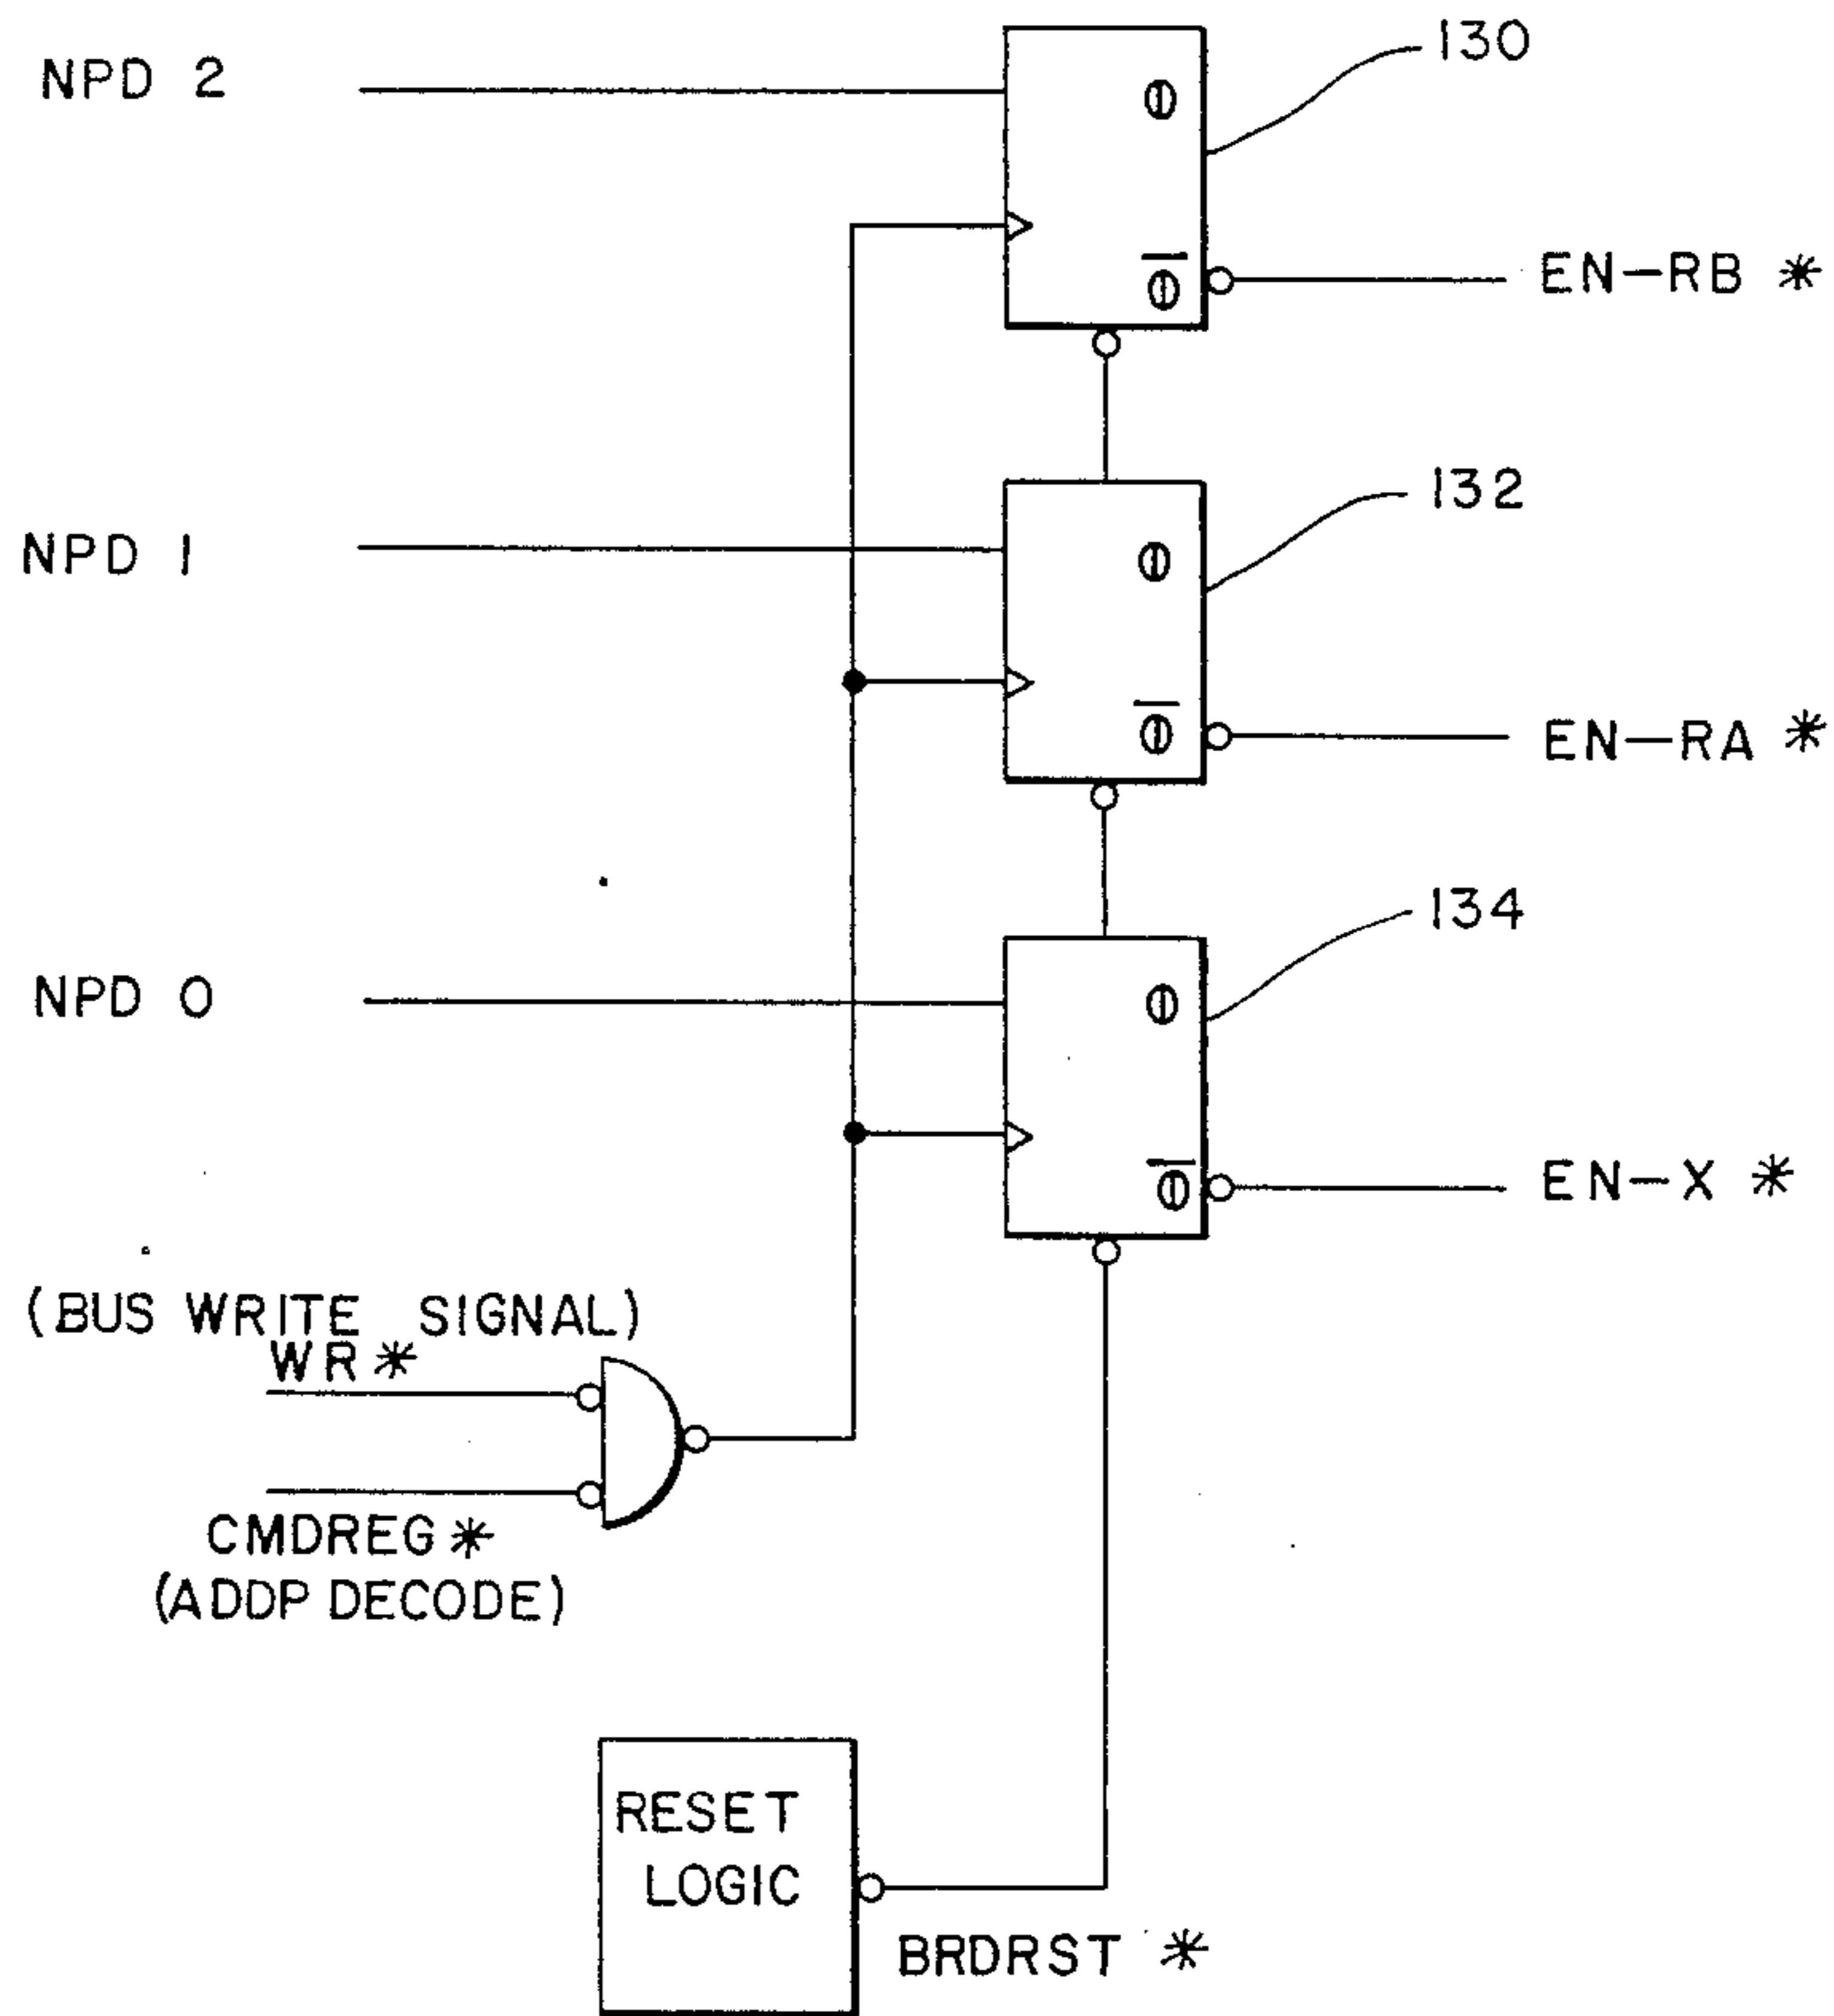 130
NPD 2
Φ
Φ̅
EN-RB *
132
NPD 1
Φ
Φ̅
EN-RA *
134
NPD 0
Φ
Φ̅
EN-X *
(BUS WRITE SIGNAL)
WR *
CMDREG *
(ADDP DECODE)
RESET
LOGIC
BRDRST *